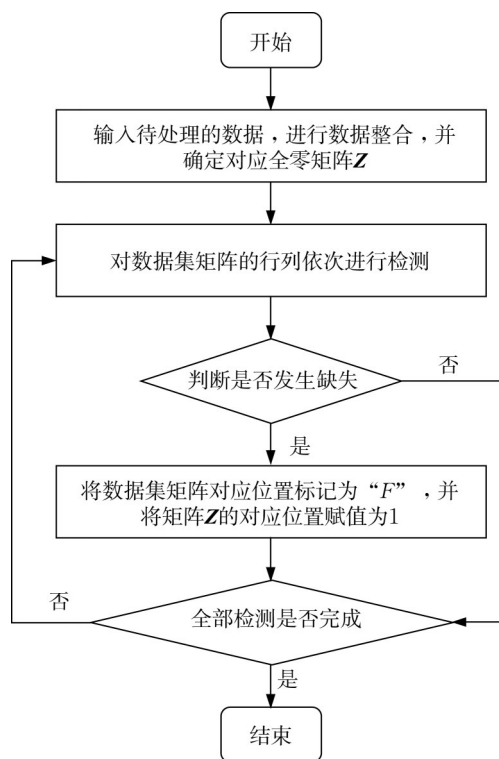 开始
输入待处理的数据，进行数据整合，并
确定对应全零矩阵Z
对数据集矩阵的行列依次进行检测
判断是否发生缺失
否
是
将数据集矩阵对应位置标记为“F”，并
将矩阵Z的对应位置赋值为1
否
全部检测是否完成
是
结束